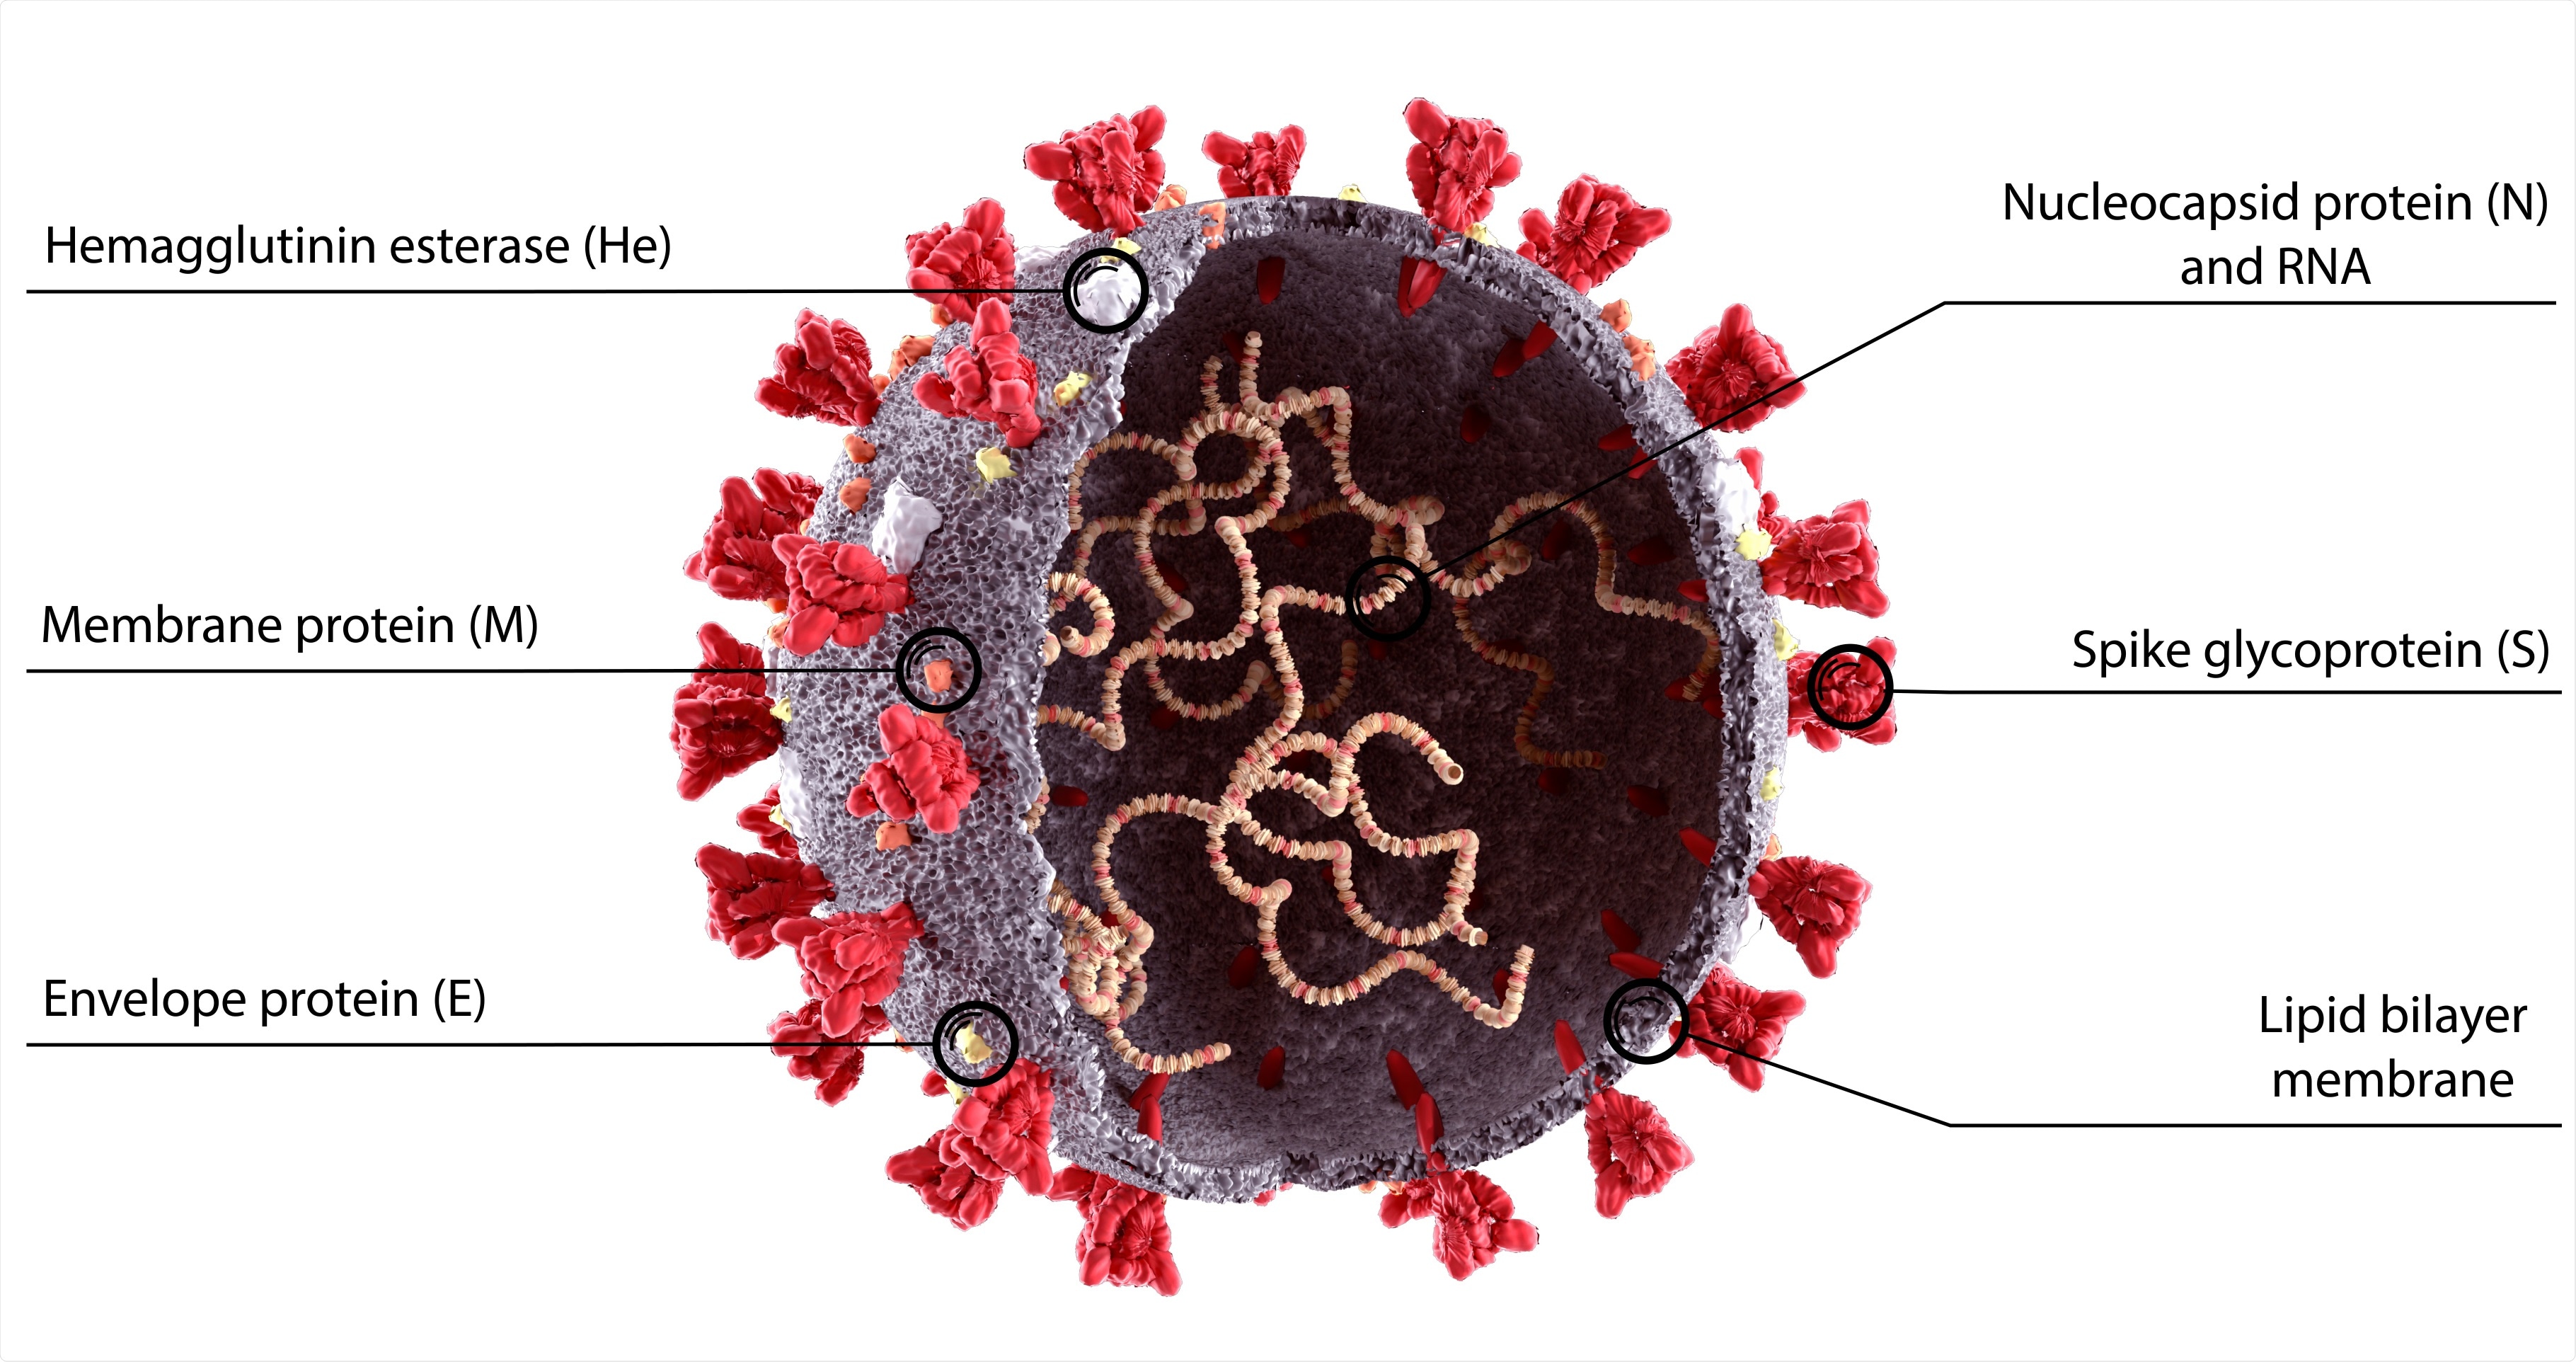 Hemagglutinin esterase (He)
Membrane protein (M)
Envelope protein (E)
Nucleocapsid protein (N)
and RNA
Spike glycoprotein (S)
Lipid bilayer
membrane